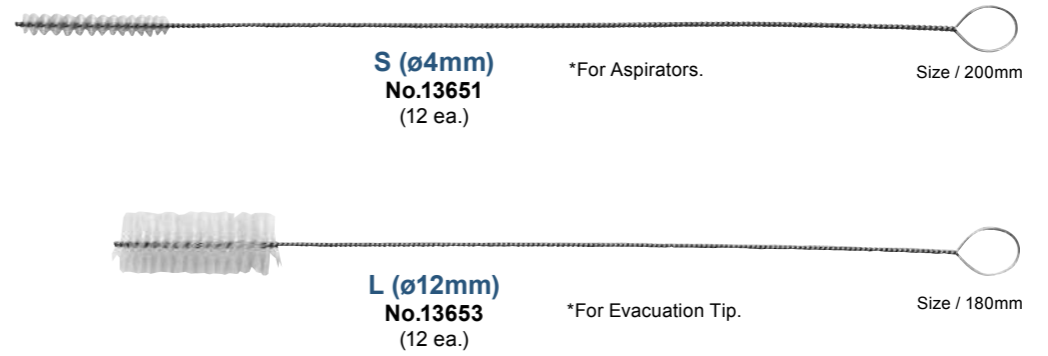 S (ø4mm)
No.13651
(12 ea.)
*For Aspirators.
Size / 200mm
L (ø12mm)
No.13653
(12 ea.)
*For Evacuation Tip.
Size / 180mm